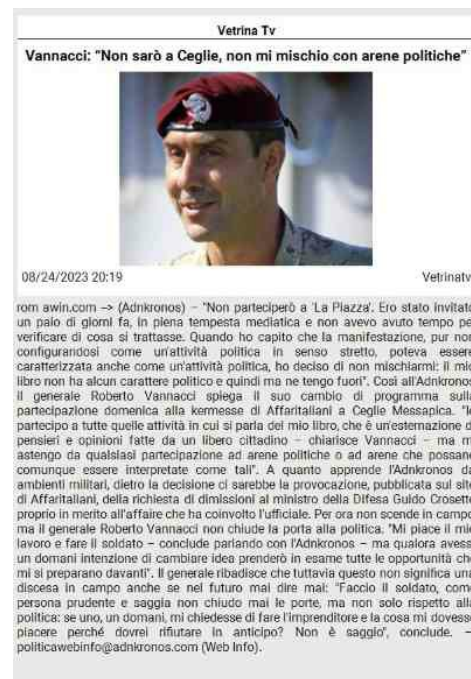 Vetrina Tv
Vannacci: "Non sarò a Ceglie, non mi mischio con arene politiche"
08/24/2023 20:19
Vetrinatv
rom awin.com –> (Adnkronos) – "Non parteciperò a 'La Piazza'. Ero stato invitato
un paio di giorni fa, in piena tempesta mediatica e non avevo avuto tempo per
verificare di cosa si trattasse. Quando ho capito che la manifestazione, pur non
configurandosi come un'attività politica in senso stretto, poteva essere
caratterizzata anche come un'attività politica, ho deciso di non mischiarmi: il mio
libro non ha alcun carattere politico e quindi ma ne tengo fuori". Così all'Adnkronos
il generale Roberto Vannacci spiega il suo cambio di programma sulla
partecipazione domenica alla kermesse di Affaritaliani a Ceglie Messapica. "Io
partecipo a tutte quelle attività in cui si parla del mio libro, che è un'esternazione di
pensieri e opinioni fatte da un libero cittadino – chiarisce Vannacci – ma mi
astengo da qualsiasi partecipazione ad arene politiche o ad arene che possano
comunque essere interpretate come tali". A quanto apprende l'Adnkronos da
ambienti militari, dietro la decisione ci sarebbe la provocazione, pubblicata sul sito
di Affaritaliani, della richiesta di dimissioni al ministro della Difesa Guido Crosetto
proprio in merito all'affaire che ha coinvolto l'ufficiale. Per ora non scende in campo
ma il generale Roberto Vannacci non chiude la porta alla politica. "Mi piace il mio
lavoro e fare il soldato – conclude parlando con l'Adnkronos – ma qualora avessi
un domani intenzione di cambiare idea prenderò in esame tutte le opportunità che
mi si preparano davanti". Il generale ribadisce che tuttavia questo non significa una
discesa in campo anche se nel futuro mai dire mai: "Faccio il soldato, come
persona prudente e saggia non chiudo mai le porte, ma non solo rispetto alla
politica: se uno, un domani, mi chiedesse di fare l'imprenditore e la cosa mi dovesse
piacere perché dovrei rifiutare in anticipo? Non è saggio", conclude. –
politicawebinfo@adnkronos.com (Web Info).